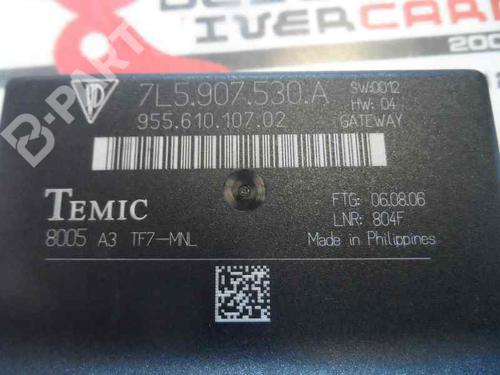 B-PART
IVERCAR
7L5.907.530.A
SW:0012
HW: 04
955.610.107.02
GATEWAY
TEMIC
FTG: 06.08.06
LNR: 804F
8005 A3 TF7-MNL
Made in Philippines